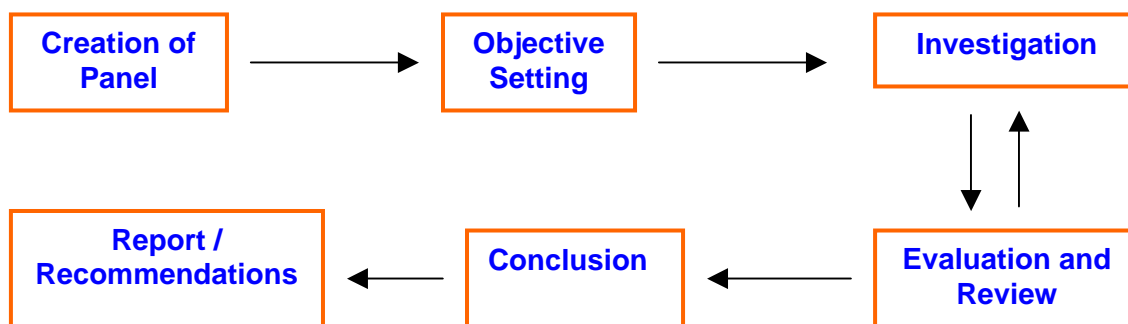 Creation of
Panel
Objective
Setting
Investigation
Report /
Recommendations
Conclusion
Evaluation and
Review